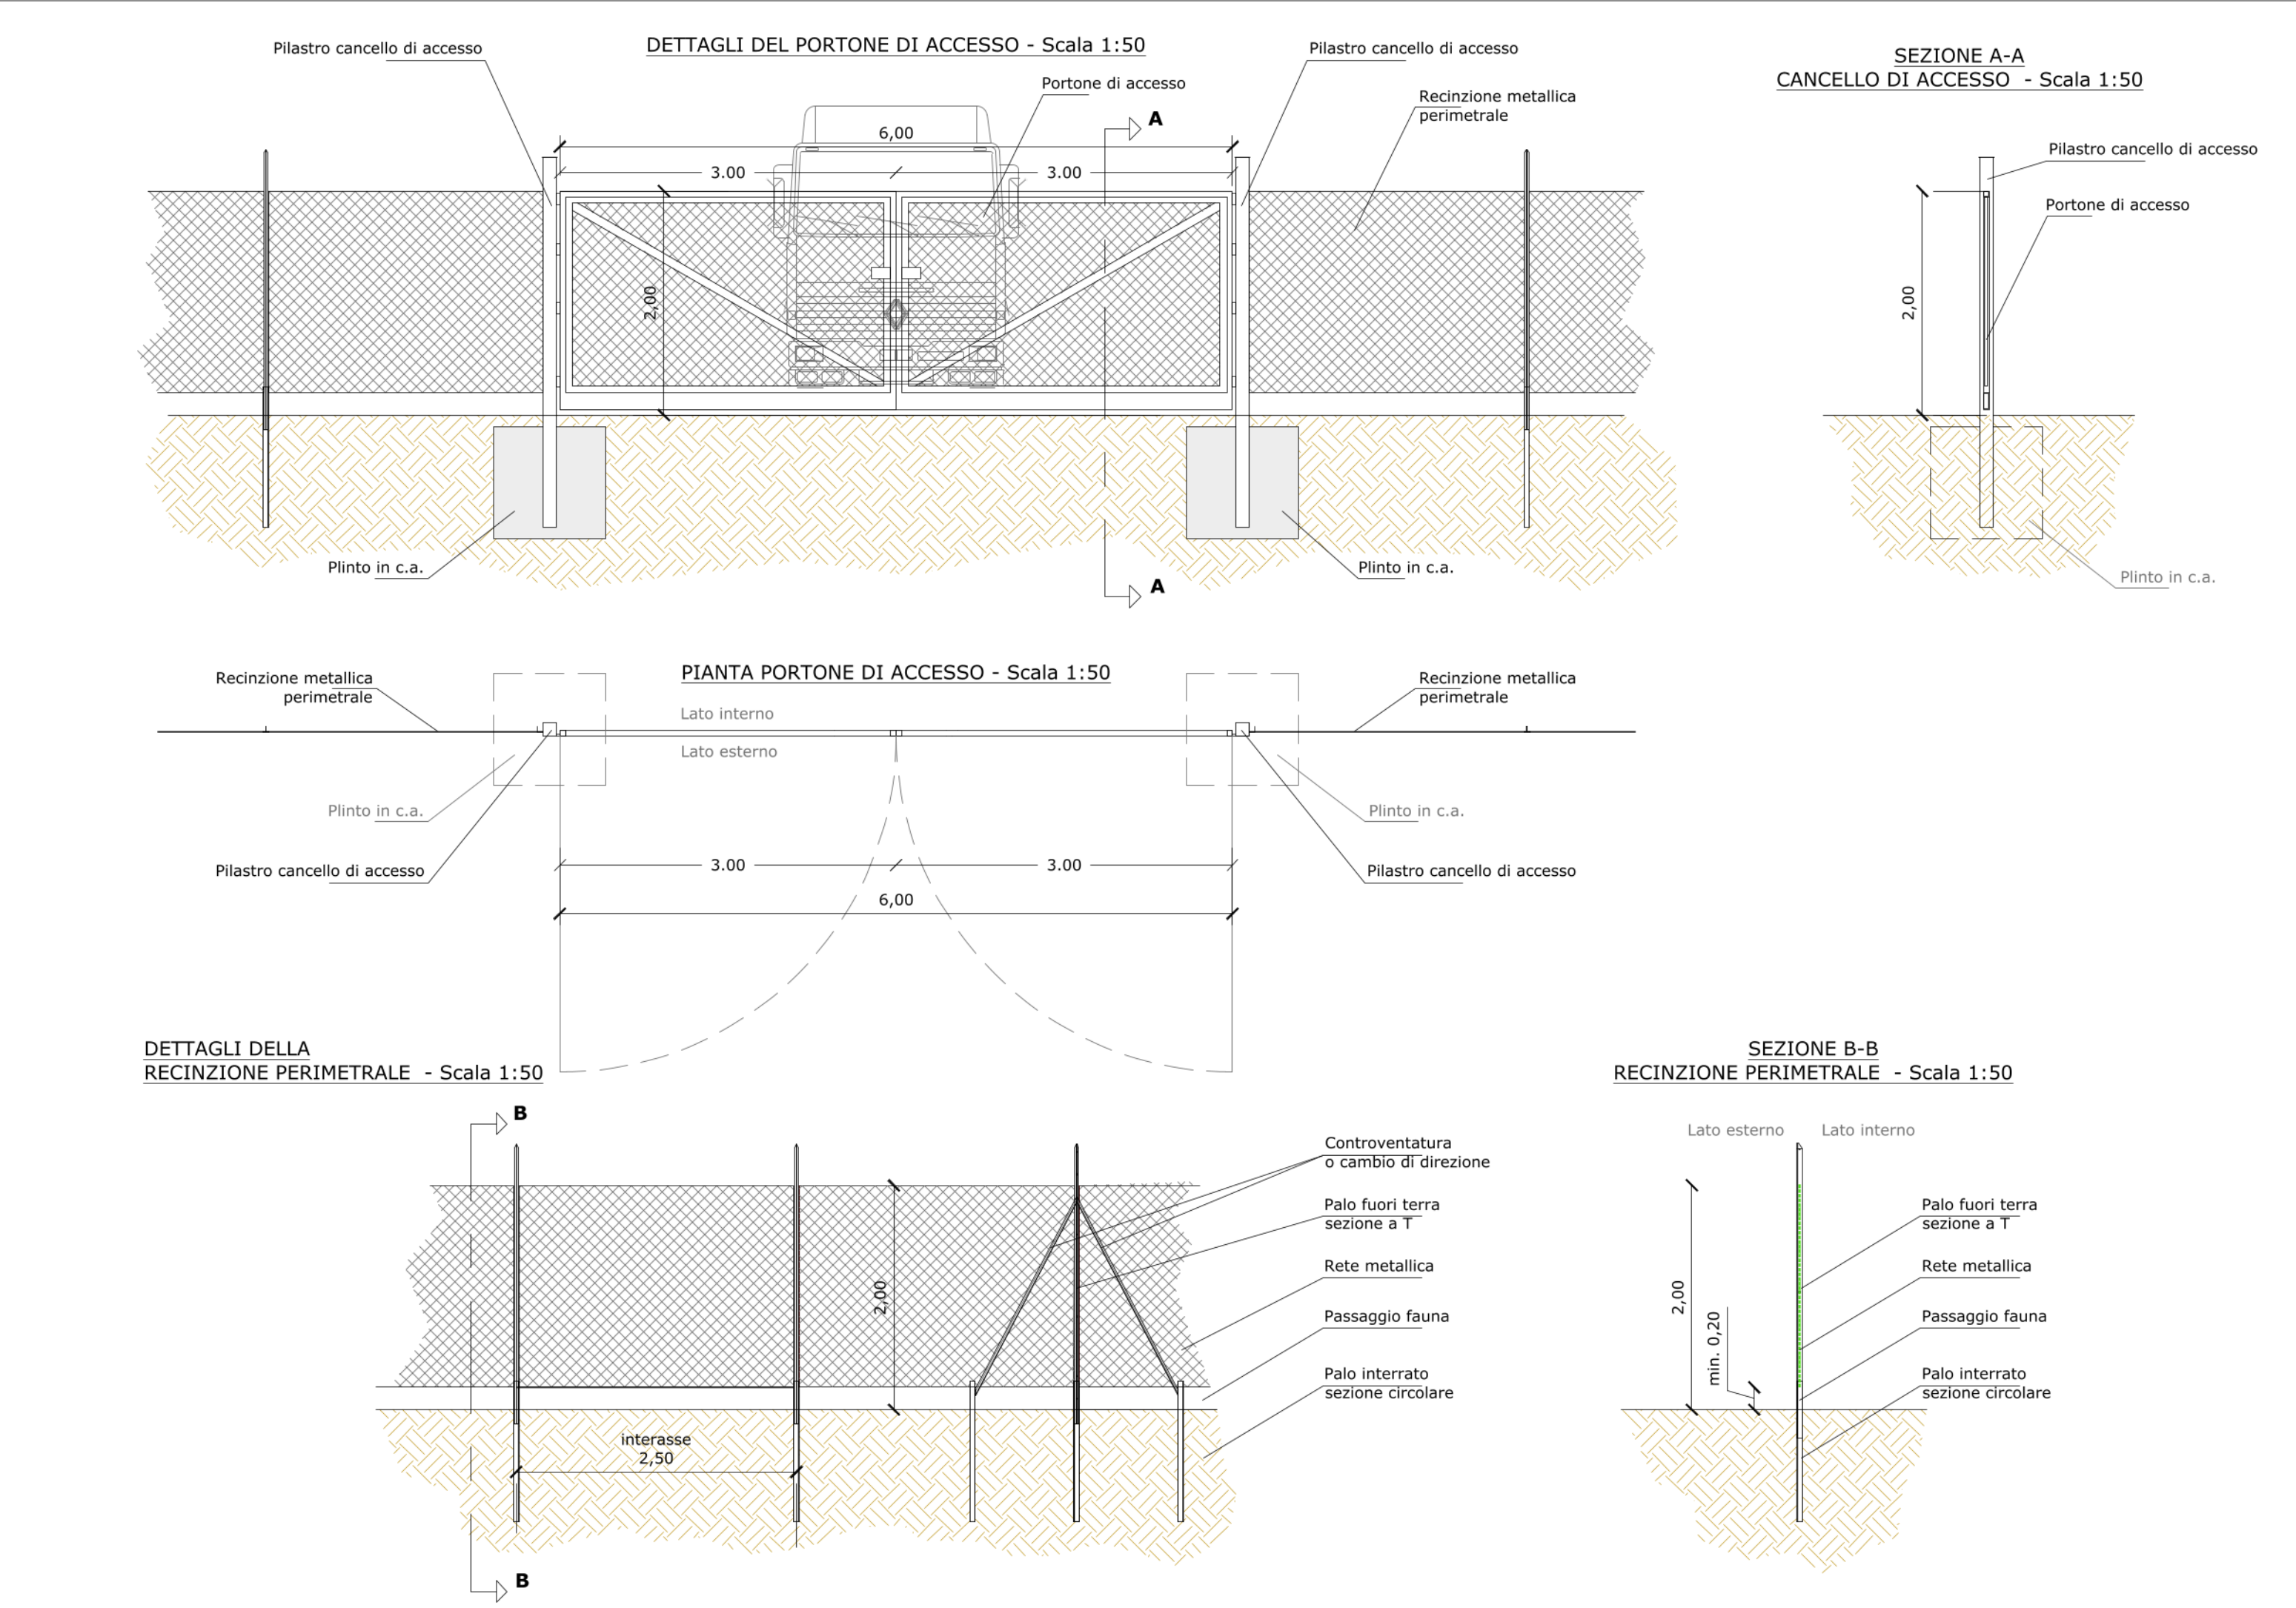 DETTAGLI DEL PORTONE DI ACCESSO - Scala 1:50
Pilastro cancello di accesso
Pilastro cancello di accesso
Portone di accesso
Recinzione metallica
perimetrale
A
6,00
3.00
3.00
2,00
Plinto in c.a.
Plinto in c.a.
A
SEZIONE A-A
CANCELLO DI ACCESSO - Scala 1:50
Pilastro cancello di accesso
Portone di accesso
2,00
Plinto in c.a.
PIANTA PORTONE DI ACCESSO - Scala 1:50
Recinzione metallica
perimetrale
Recinzione metallica
perimetrale
Lato interno
Lato esterno
Plinto in c.a.
Plinto in c.a.
Pilastro cancello di accesso
Pilastro cancello di accesso
3.00
3.00
6,00
DETTAGLI DELLA
RECINZIONE PERIMETRALE - Scala 1:50
B
Controventatura
o cambio di direzione
Palo fuori terra
sezione a T
Rete metallica
Passaggio fauna
Palo interrato
sezione circolare
2,00
interasse
2,50
B
SEZIONE B-B
RECINZIONE PERIMETRALE - Scala 1:50
Lato esterno
Lato interno
Palo fuori terra
sezione a T
Rete metallica
Passaggio fauna
Palo interrato
sezione circolare
2,00
min. 0,20